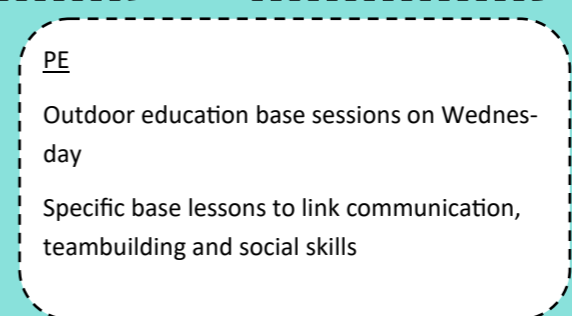 PE
Outdoor education base sessions on Wednes-
day
Specific base lessons to link communication,
teambuilding and social skills